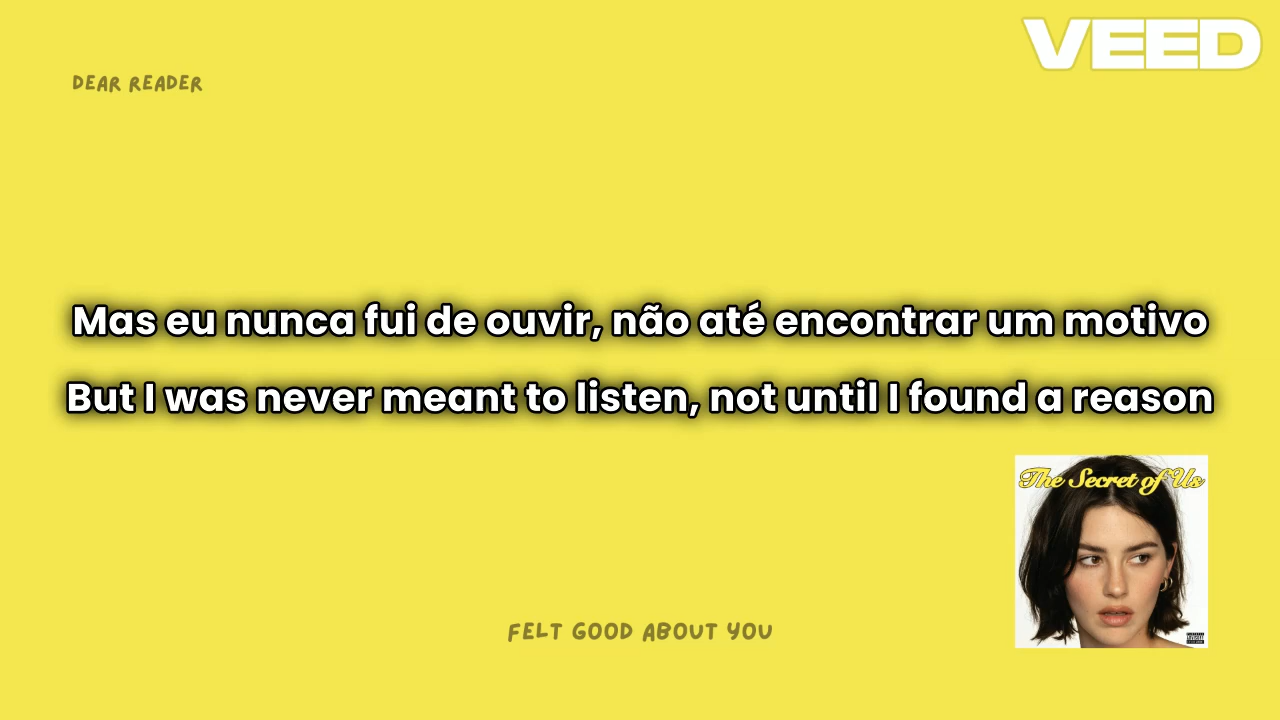 VEED
DEAR READER
Mas eu nunca fui de ouvir, não até encontrar um motivo
But I was never meant to listen, not until I found a reason
The Secret of Us
FELT GOOD ABOUT YOU